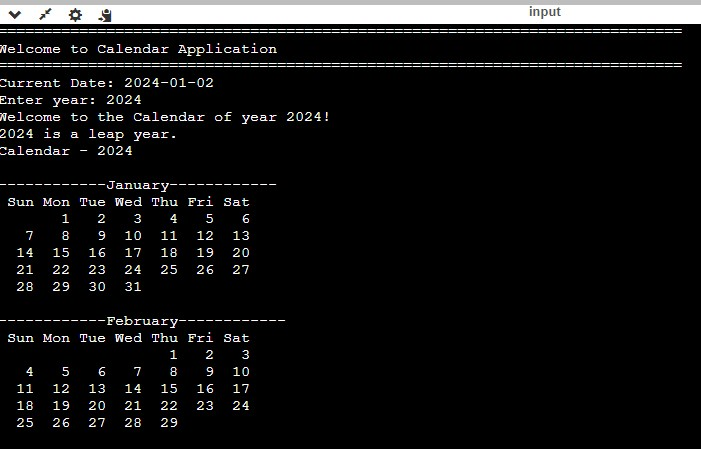 input
===========================================================================
Welcome to Calendar Application
===========================================================================
Current Date: 2024-01-02
Enter year: 2024
Welcome to the Calendar of year 2024!
2024 is a leap year.
Calendar - 2024
------------January------------
Sun Mon Tue Wed Thu Fri Sat
1 2 3 4 5 6
7 8 9 10 11 12 13
14 15 16 17 18 19 20
21 22 23 24 25 26 27
28 29 30 31
------------February------------
Sun Mon Tue Wed Thu Fri Sat
1 2 3
4 5 6 7 8 9 10
11 12 13 14 15 16 17
18 19 20 21 22 23 24
25 26 27 28 29